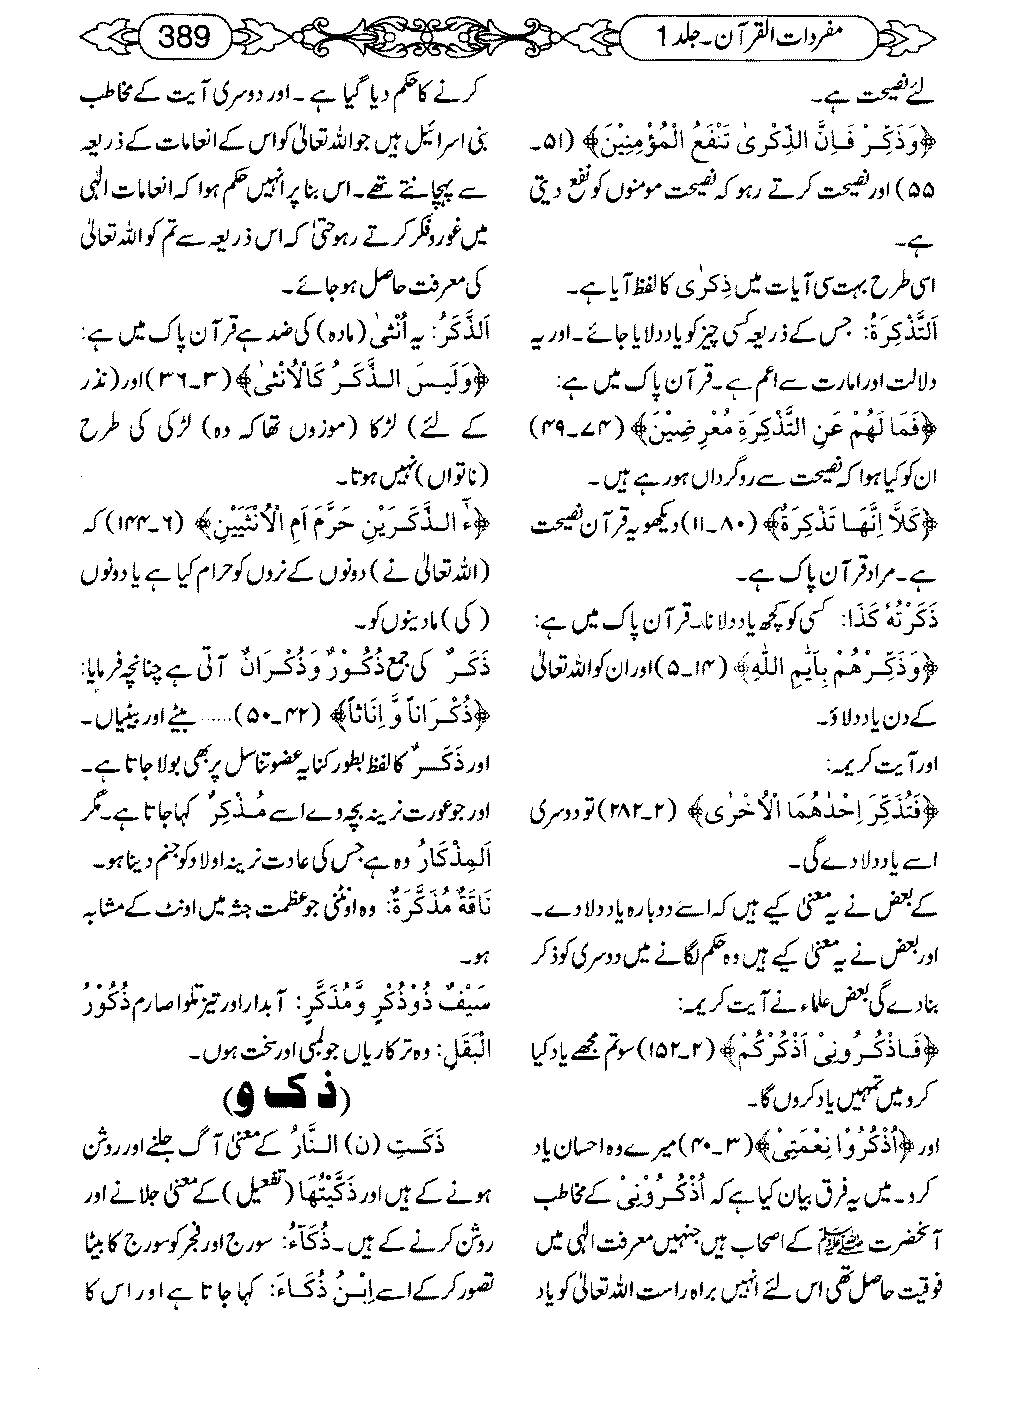 مفردات القرآن۔ جلد 1
389
لئے نصیحت ہے۔
﴿وَذَكِّرْ فَاِنَّ الذِّكْرٰى تَنْفَعُ الْمُؤْمِنِيْنَ﴾ (۵۱۔
۵۵) اور نصیحت کرتے رہو کہ نصیحت مومنوں کو نفع دیتی
ہے۔
اسی طرح بہت سی آیات میں ذِکرٰی کا لفظ آیا ہے۔
اَلتَّذْكِرَةُ: جس کے ذریعہ کسی چیز کو یاد دلایا جائے۔ اور یہ
دلالت اور امارت سے اعم ہے۔ قرآن پاک میں ہے:
﴿فَمَا لَهُمْ عَنِ التَّذْكِرَةِ مُعْرِضِيْنَ﴾ (۷۴۔۴۹)
ان کو کیا ہوا کہ نصیحت سے روگرداں ہو رہے ہیں۔
﴿كَلَّا اِنَّهَا تَذْكِرَةٌ﴾ (۸۰۔۱۱) دیکھو یہ قرآن نصیحت
ہے۔ مراد قرآن پاک ہے۔
ذَكَّرْتُهٗ كَذَا: کسی کو کچھ یاد دلانا۔ قرآن پاک میں ہے:
﴿وَذَكِّرْهُمْ بِاَيّٰمِ اللّٰهِ﴾ (۱۴۔۵) اور ان کو اللہ تعالیٰ
کے دن یاد دلاؤ۔
اور آیت کریمہ:
﴿فَتُذَكِّرَ اِحْدٰهُمَا الْاُخْرٰى﴾ (۲۔۲۸۲) تو دوسری
اسے یاد دلا دے گی۔
کے بعض نے یہ معنی کیے ہیں کہ اسے دوبارہ یاد دلا دے۔
اور بعض نے یہ معنی کیے ہیں وہ حکم لگانے میں دوسری کو ذکر
بنا دے گی بعض علماء نے آیت کریمہ:
﴿فَاذْكُرُوْنِىْ اَذْكُرْكُمْ﴾ (۲۔۱۵۲) سو تم مجھے یاد کیا
کرو میں تمہیں یاد کروں گا۔
اور ﴿اُذْكُرُوْا نِعْمَتِىْ﴾ (۳۔۴۰) میرے وہ احسان یاد
کرو۔ میں یہ فرق بیان کیا ہے کہ اُذْكُرُوْنِىْ کے مخاطب
آنحضرت ﷺ کے اصحاب ہیں جنہیں معرفت الٰہی میں
فوقیت حاصل تھی اس لئے انہیں براہ راست اللہ تعالیٰ کو یاد
کرنے کا حکم دیا گیا ہے۔ اور دوسری آیت کے مخاطب
بنی اسرائیل ہیں جو اللہ تعالیٰ کو اس کے انعامات کے ذریعہ
سے پہچانتے تھے۔ اس بنا پر انہیں حکم ہوا کہ انعامات الٰہی
میں غور و فکر کرتے رہو حتیٰ کہ اس ذریعہ سے تم کو اللہ تعالیٰ
کی معرفت حاصل ہو جائے۔
اَلذَّكَرُ: یہ اُنْثٰى (مادہ) کی ضد ہے قرآن پاک میں ہے:
﴿وَلَيْسَ الذَّكَرُ كَالْاُنْثٰى﴾ (۳۔۳۶) اور (نذر
کے لئے) لڑکا (موزوں تھا کہ وہ) لڑکی کی طرح
(ناتواں) نہیں ہوتا۔
﴿ءٰٓالذَّكَرَيْنِ حَرَّمَ اَمِ الْاُنْثَيَيْنِ﴾ (۶۔۱۴۴) کہ
(اللہ تعالیٰ نے) دونوں کے نروں کو حرام کیا ہے یا دونوں
(کی) مادینوں کو۔
ذَكَرٌ کی جمع ذُكُوْرٌ وَذُكْرَانٌ آتی ہے چنانچہ فرمایا:
﴿ذُكْرَاناً وَّ اِنَاثاً﴾ (۴۲۔۵۰) ...... بیٹے اور بیٹیاں۔
اور ذَكَرٌ کا لفظ بطور کنایہ عضو تناسل پر بھی بولا جاتا ہے۔
اور جو عورت نرینہ بچہ دے اسے مُذْكِرٌ کہا جاتا ہے۔ مگر
اَلْمِذْكَارُ وہ ہے جس کی عادت نرینہ اولاد کو جنم دینا ہو۔
نَاقَةٌ مُذَكَّرَةٌ: وہ اونٹنی جو عظمت جثہ میں اونٹ کے مشابہ
ہو۔
سَيْفٌ ذُوْذُكْرٍ وَّمُذَكَّرٍ: آبدار اور تیز تلوا صارم ذُكُوْرُ
الْبَقَلِ: وہ ترکاریاں جو لمبی اور سخت ہوں۔
(ذ ک و)
ذَكَتِ (ن) النَّارُ کے معنی آگ جلنے اور روشن
ہونے کے ہیں اور ذَكَّيْتُهَا (تفعیل) کے معنی جلانے اور
روشن کرنے کے ہیں۔ ذُكَآءُ: سورج اور فجر کو سورج کا بیٹا
تصور کر کے اسے اِبْنُ ذُكَاءَ: کہا جاتا ہے اور اس کا